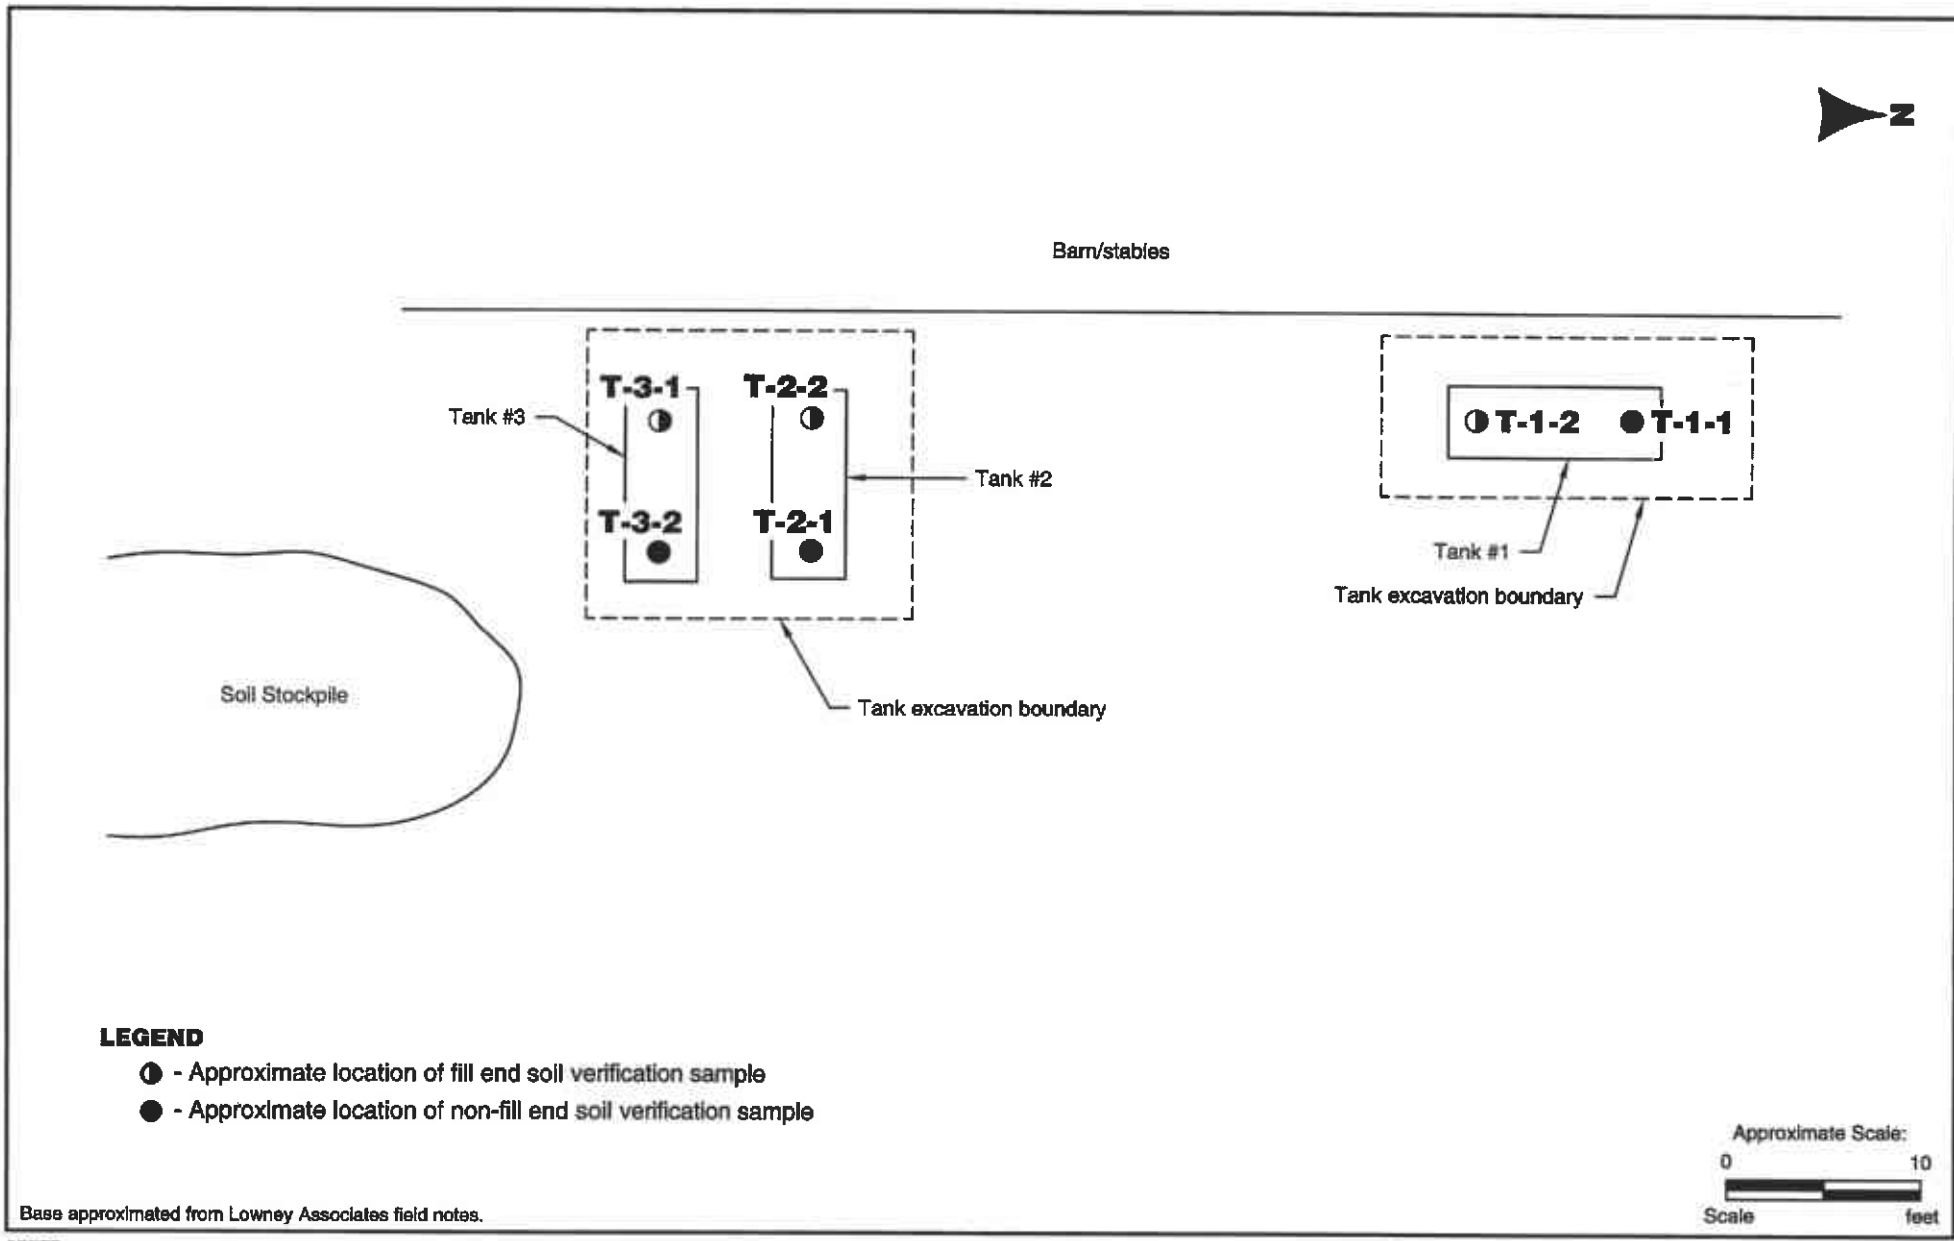 N
Barn/stables
T-3-1
T-2-2
Tank #3
T-1-2
T-1-1
Tank #2
T-3-2
T-2-1
Tank #1
Tank excavation boundary
Soil Stockpile
Tank excavation boundary
LEGEND
- Approximate location of fill end soil verification sample
- Approximate location of non-fill end soil verification sample
Approximate Scale:
0 10
Scale feet
Base approximated from Lowney Associates field notes.